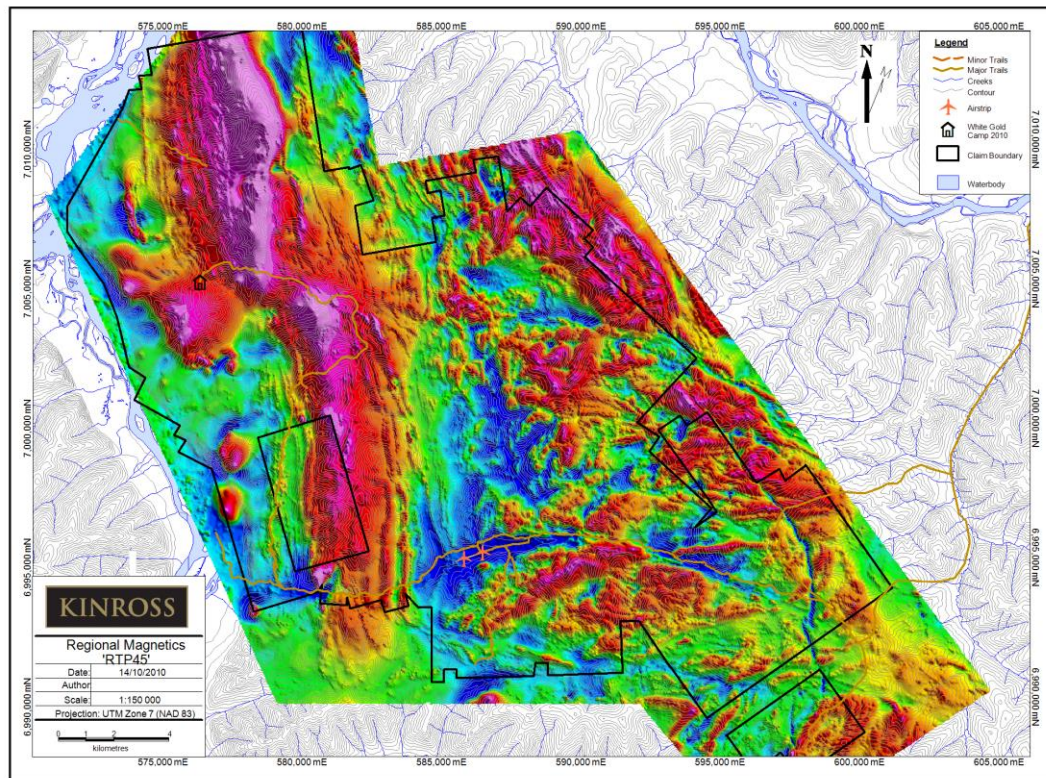 575,000 mE 580,000 mE 585,000 mE 590,000 mE 595,000 mE 600,000 mE 605,000 mE
N
M
Legend
Minor Trails
Major Trails
Creeks
Contour
Airstrip
White Gold
Camp 2010
Claim Boundary
Waterbody
7,010,000 mN
7,010,000 mN
7,005,000 mN
7,005,000 mN
7,000,000 mN
7,000,000 mN
6,995,000 mN
6,995,000 mN
6,990,000 mN
6,990,000 mN
KINROSS
Regional Magnetics
'RTP45'
Date: 14/10/2010
Author:
Scale: 1:150 000
Projection: UTM Zone 7 (NAD 83)
0 1 2 4
kilometres
575,000 mE 580,000 mE 585,000 mE 590,000 mE 595,000 mE 600,000 mE 605,000 mE